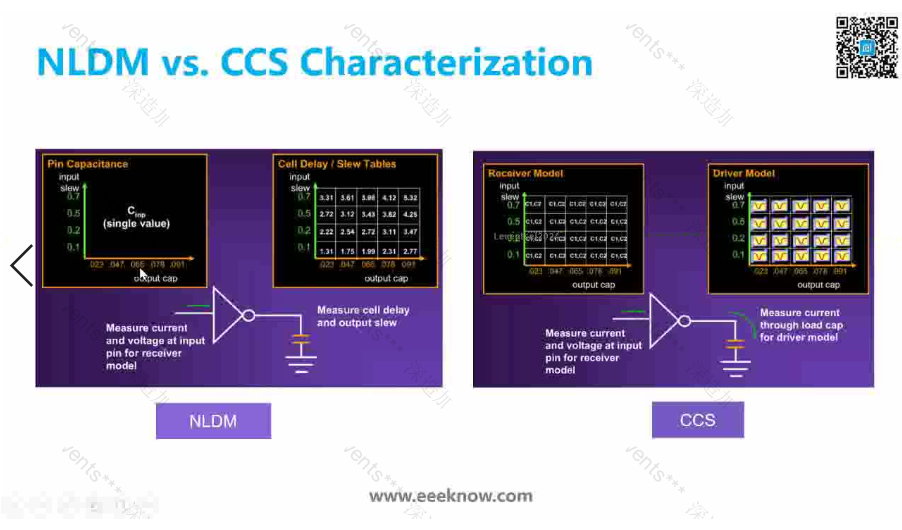 NLDM vs. CCS Characterization
Pin Capacitance
input
slew
0.7
0.5
0.2
0.1
Cinp
(single value)
.023 .047 .065 .078 .091
output cap
Cell Delay / Slew Tables
input
slew
0.7 3.31 3.61 3.98 4.12 5.32
0.5 2.72 3.12 3.43 3.82 4.25
0.2 2.22 2.54 2.72 3.11 3.47
0.1 1.31 1.75 1.99 2.31 2.77
.023 .047 .065 .078 .091
output cap
Measure current
and voltage at input
pin for receiver
model
Measure cell delay
and output slew
NLDM
Receiver Model
input
slew
0.7 C1,C2 C1,C2 C1,C2 C1,C2 C1,C2
0.5 C1,C2 C1,C2 C1,C2 C1,C2 C1,C2
0.2 C1,C2 C1,C2 C1,C2 C1,C2 C1,C2
0.1 C1,C2 C1,C2 C1,C2 C1,C2 C1,C2
.023 .047 .065 .078 .091
output cap
Driver Model
input
slew
0.7
0.5
0.2
0.1
.023 .047 .065 .078 .091
output cap
Measure current
and voltage at input
pin for receiver
model
Measure current
through load cap
for driver model
CCS
www.eeeknow.com